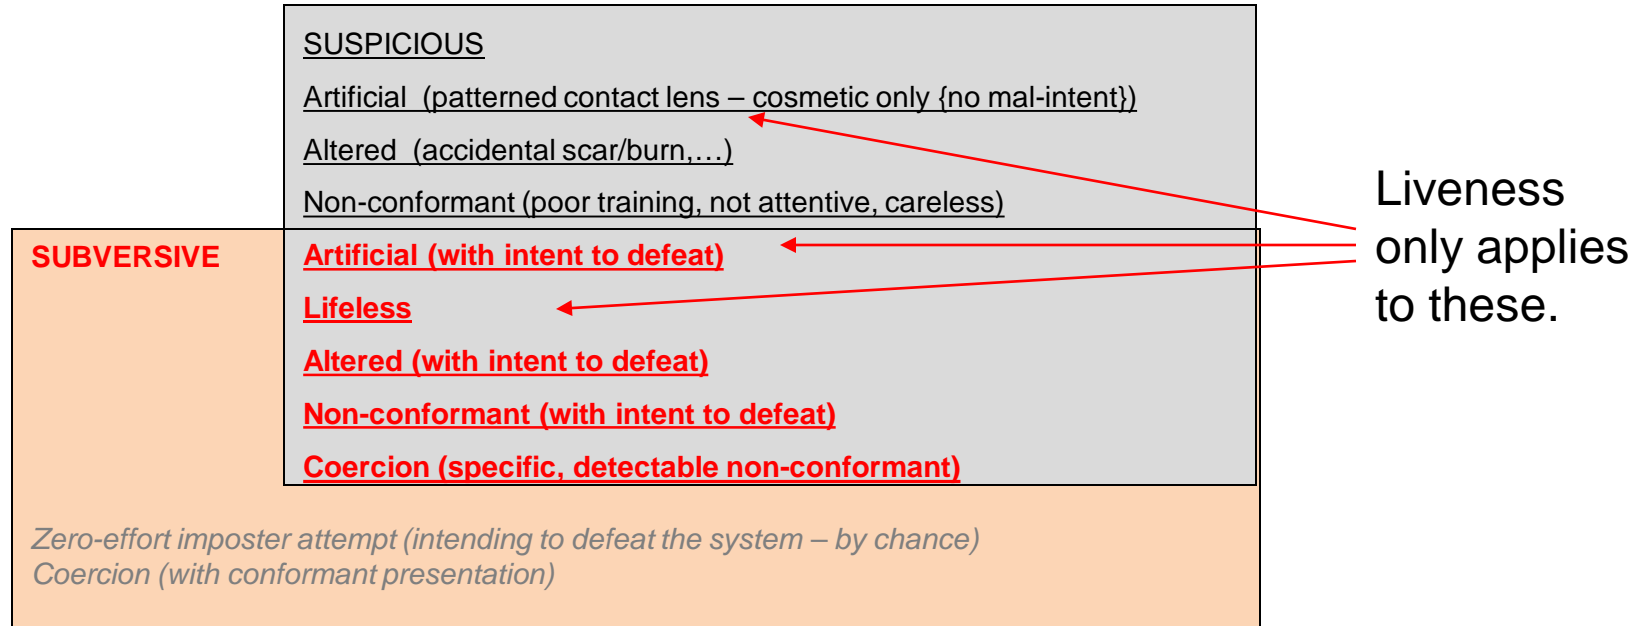 SUSPICIOUS
Artificial  (patterned contact lens – cosmetic only {no mal-intent})
Altered  (accidental scar/burn,…)
Non-conformant (poor training, not attentive, careless)
SUBVERSIVE
Artificial (with intent to defeat)
Lifeless
Altered (with intent to defeat)
Non-conformant (with intent to defeat)
Coercion (specific, detectable non-conformant)
Zero-effort imposter attempt (intending to defeat the system – by chance)
Coercion (with conformant presentation)
Liveness
only applies
to these.